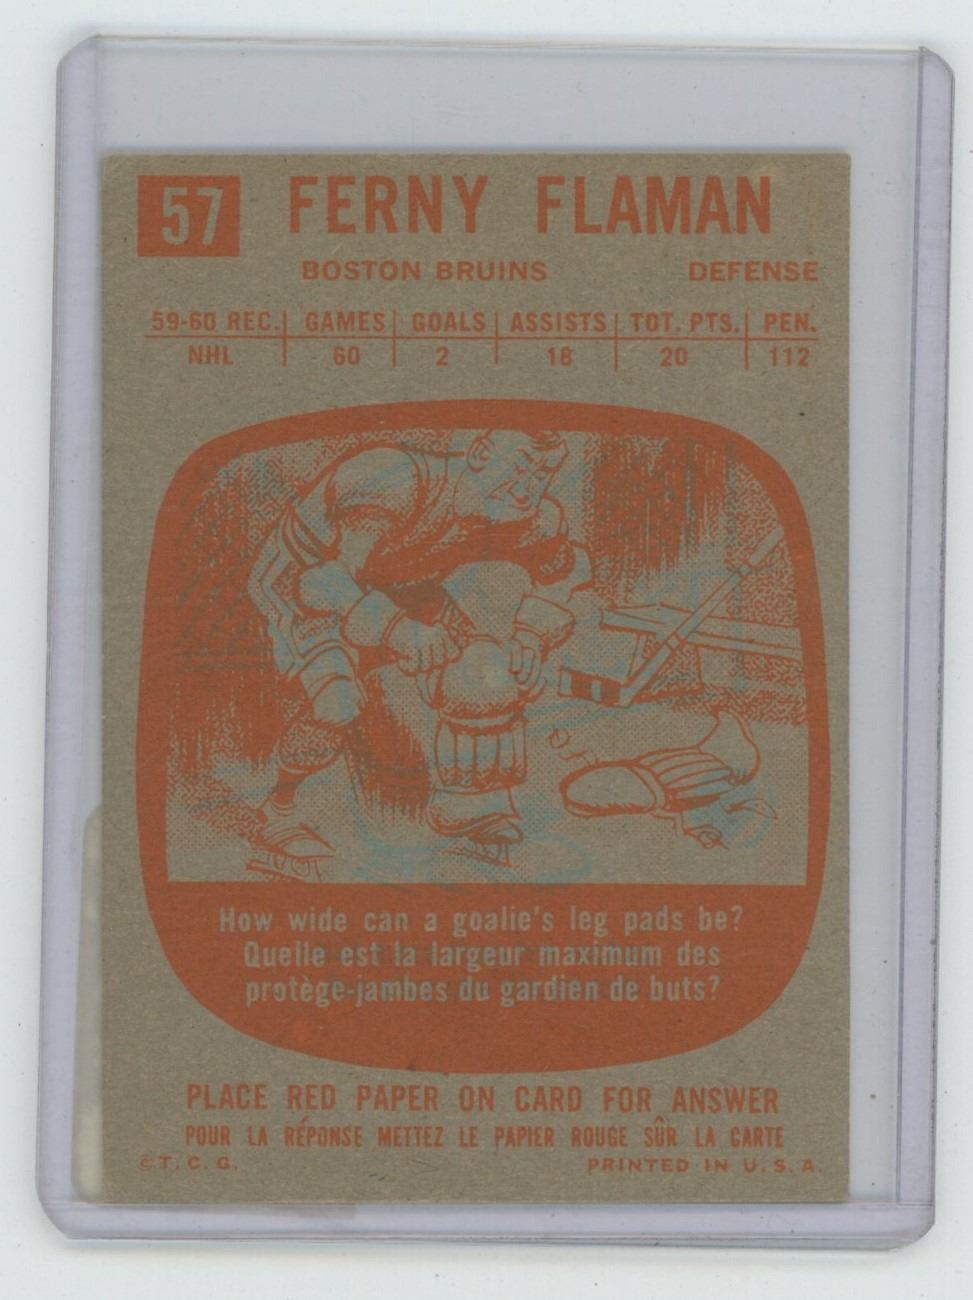 57 FERNY FLAMAN
BOSTON BRUINS DEFENSE
59-60 REC. GAMES GOALS ASSISTS TOT. PTS. PEN.
NHL 60 2 18 20 112
How wide can a goalie's leg pads be?
Quelle est la largeur maximum des
protège-jambes du gardien de buts?
PLACE RED PAPER ON CARD FOR ANSWER
POUR LA RÉPONSE METTEZ LE PAPIER ROUGE SÛR LA CARTE
©T. C. G. PRINTED IN U. S. A.